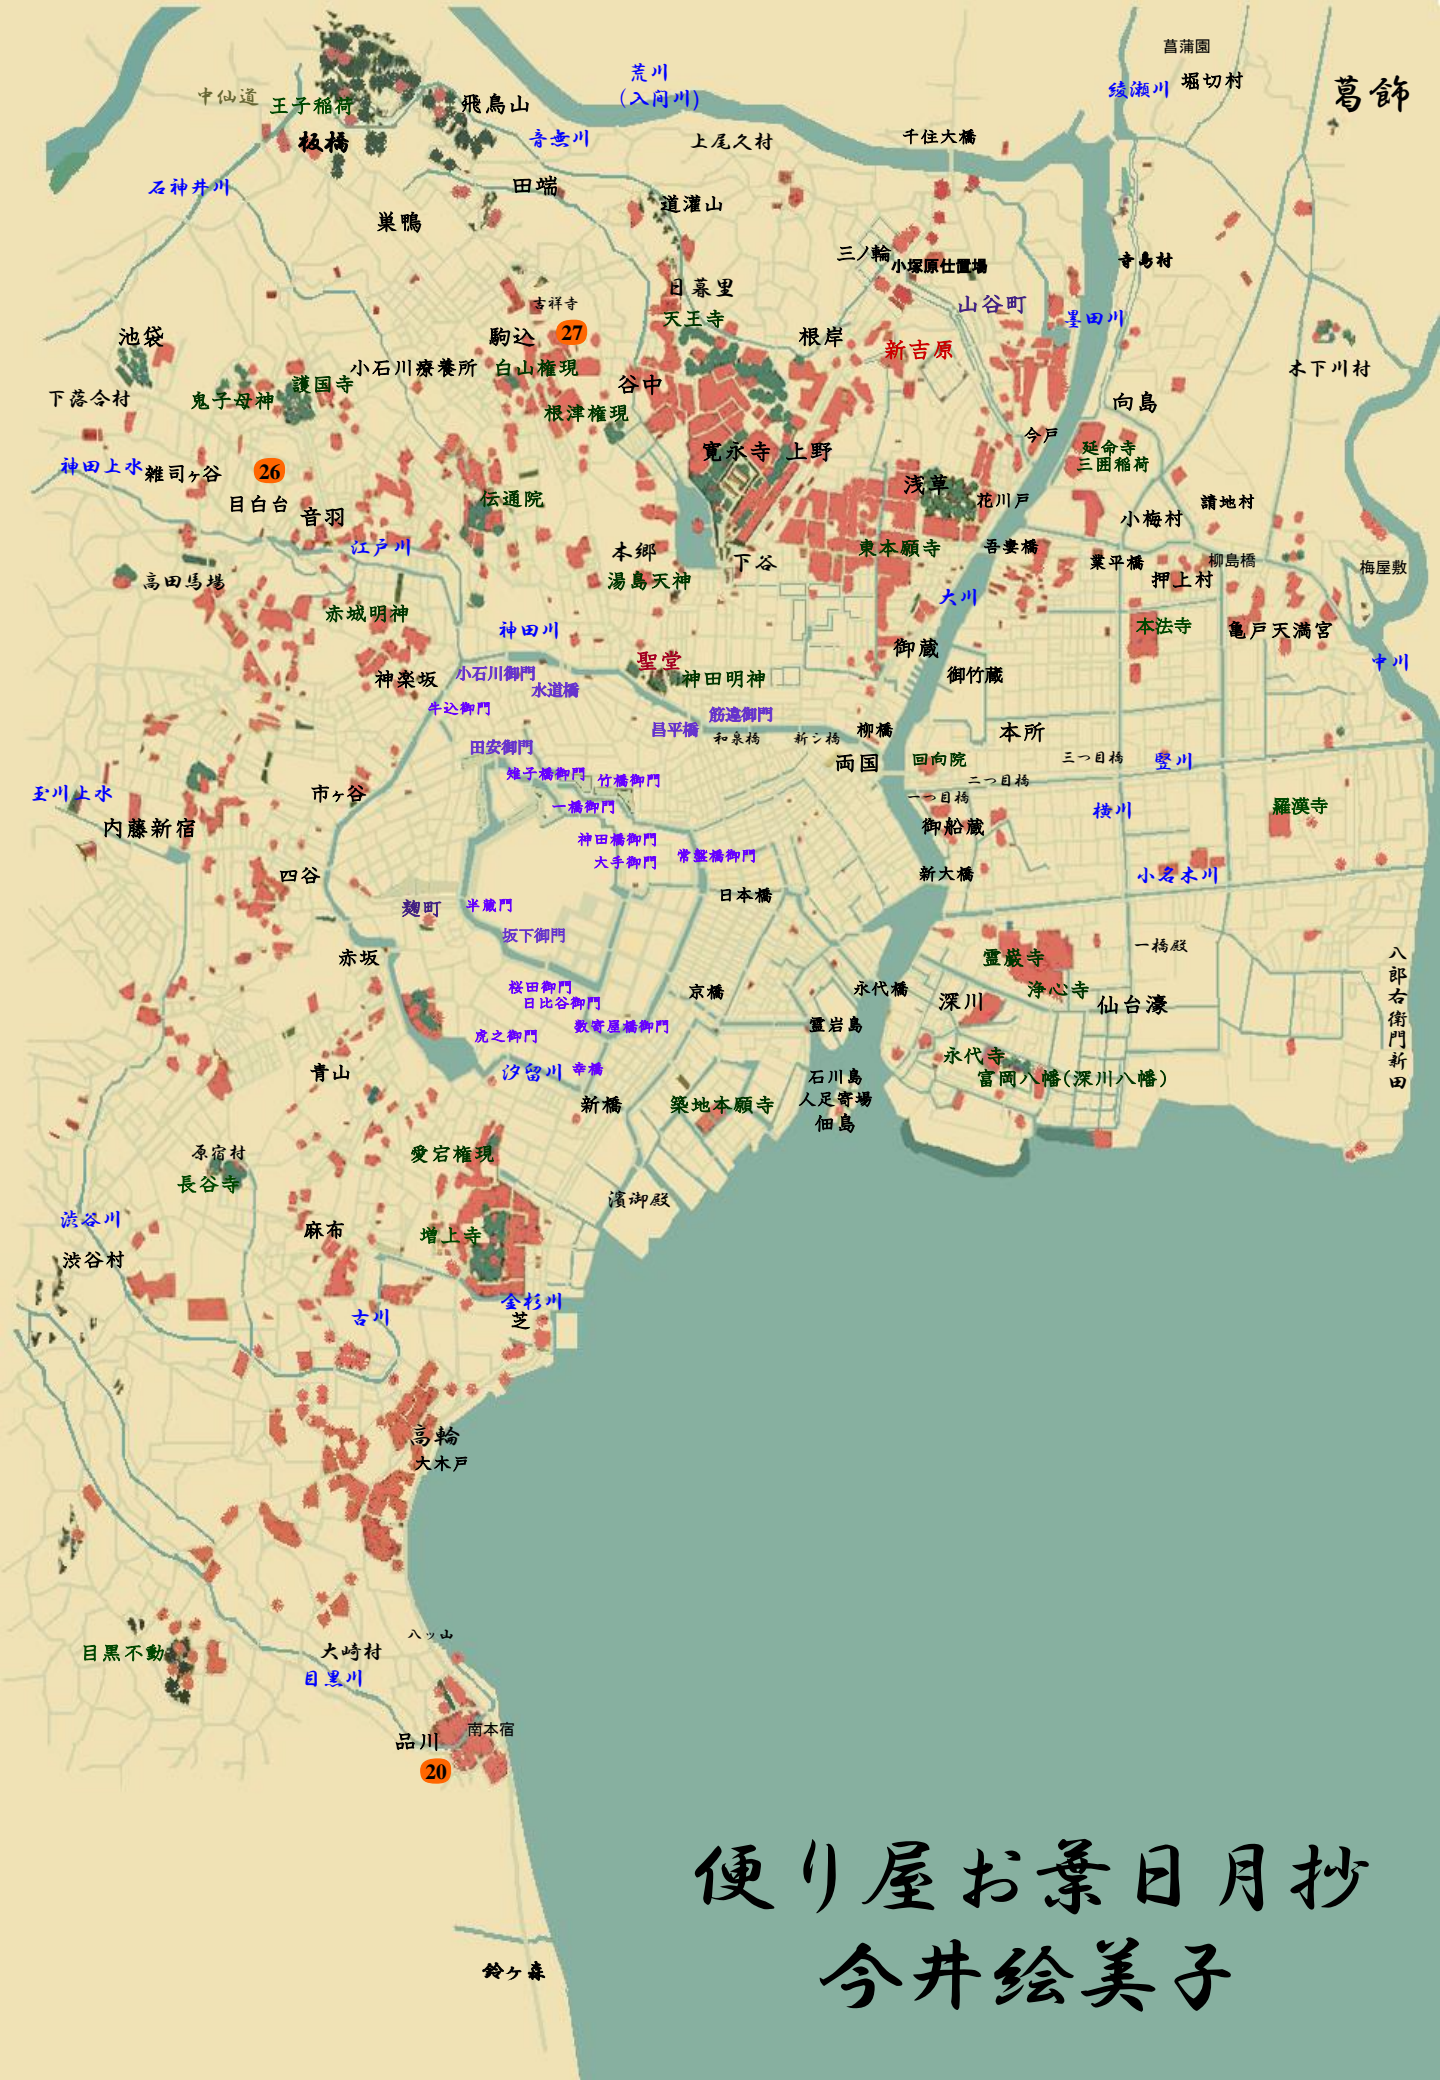 菖蒲園
荒川
(入间川)
綾瀬川
堀切村
葛飾
中仙道
王子稲荷
飛鳥山
板橋
音無川
上尾久村
千住大橋
石神井川
田端
道灌山
巣鴨
三ノ輪
小塚原仕置場
寺島村
日暮里
吉祥寺
山谷町
天王寺
墨田川
池袋
駒込
27
根岸
新吉原
小石川療養所
白山権現
木下川村
護国寺
谷中
下落合村
鬼子母神
向島
根津権現
今戸
延命寺
三囲稲荷
寛永寺
上野
神田上水
雑司ヶ谷
26
浅草
伝通院
花川戸
請地村
目白台
音羽
小梅村
江戸川
本郷
東本願寺
吾妻橋
業平橋
柳島橋
梅屋敷
下谷
高田馬場
湯島天神
押上村
大川
赤城明神
神田川
本法寺
亀戸天満宮
御蔵
聖堂
中川
神楽坂
小石川御門
神田明神
御竹蔵
水道橋
牛込御門
筋違御門
昌平橋
和泉橋
新シ橋
柳橋
本所
田安御門
両国
回向院
三つ目橋
竪川
雉子橋御門
竹橋御門
二つ目橋
玉川上水
市ヶ谷
一つ目橋
一橋御門
横川
羅漢寺
内藤新宿
御船蔵
神田橋御門
常盤橋御門
大手御門
四谷
新大橋
小名木川
日本橋
麹町
半蔵門
坂下御門
一橋殿
赤坂
霊巌寺
八郎右衛門新田
桜田御門
京橋
永代橋
浄心寺
日比谷御門
深川
仙台濠
数寄屋橋御門
霊岩島
虎之御門
永代寺
青山
汐留川
幸橋
石川島
富岡八幡(深川八幡)
人足寄場
新橋
築地本願寺
佃島
原宿村
愛宕権現
長谷寺
濱御殿
渋谷川
麻布
増上寺
渋谷村
金杉川
古川
芝
高輪
大木戸
八ッ山
目黒不動
大崎村
目黒川
南本宿
品川
20
便り屋お葉日月抄
今井絵美子
鈴ヶ森